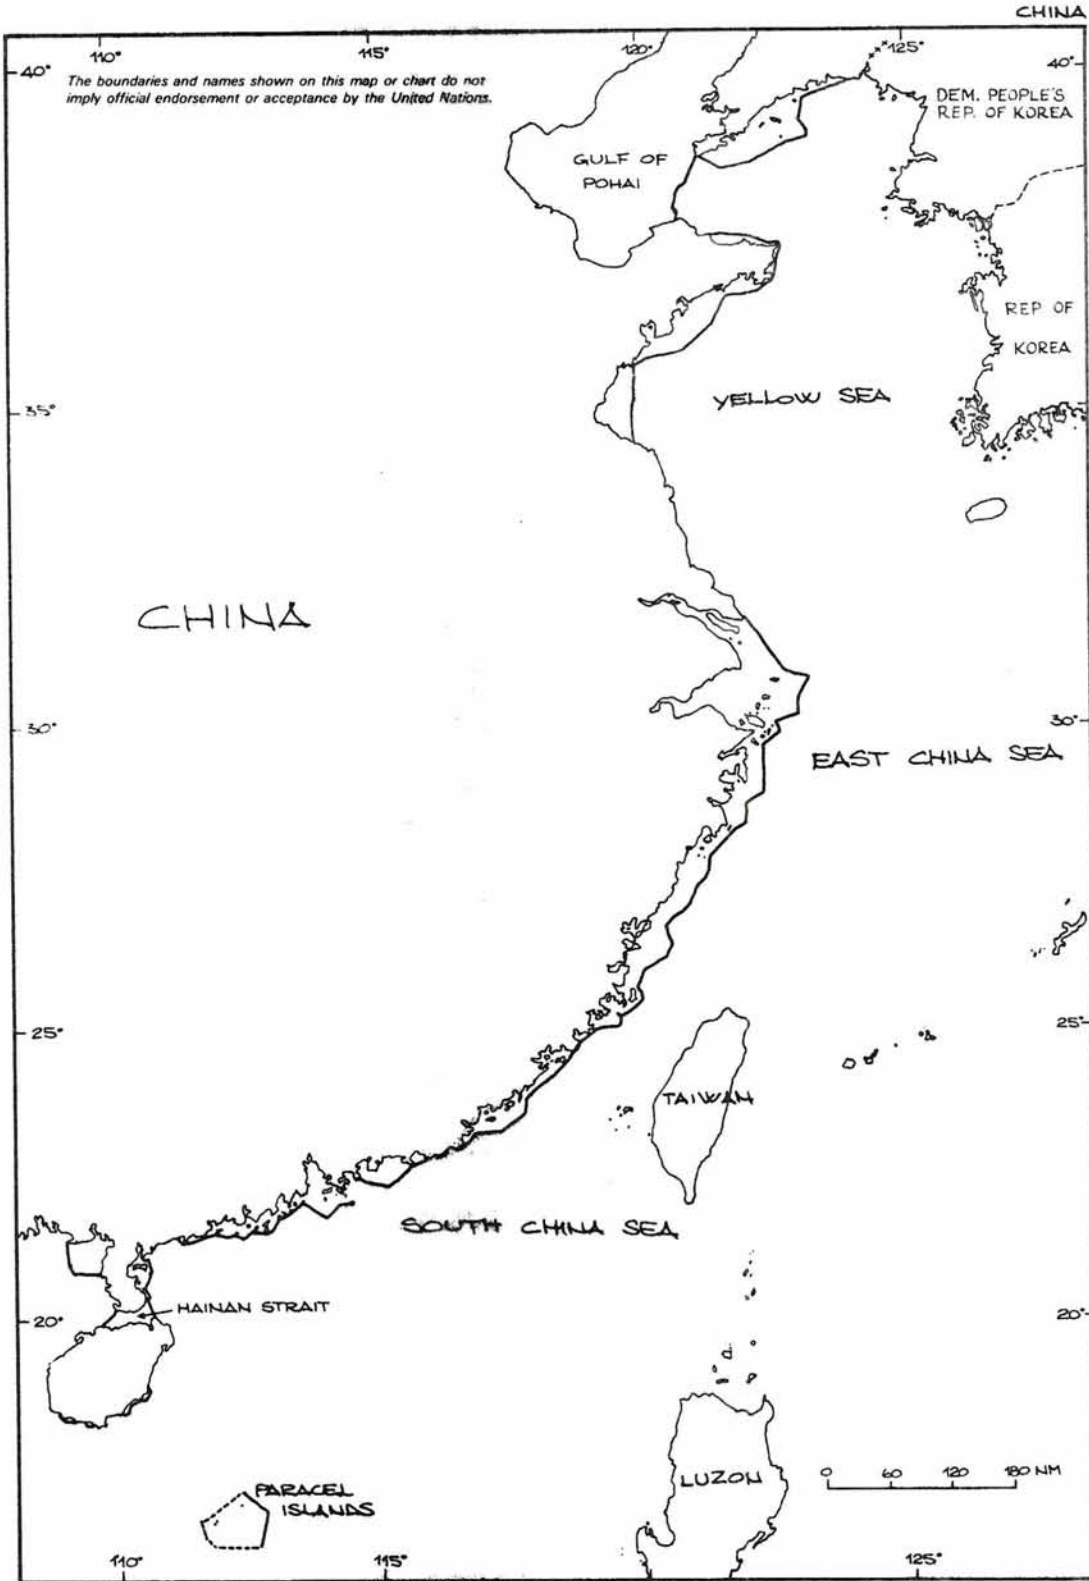 CHINA
110°
115°
120°
125°
40°
40°
The boundaries and names shown on this map or chart do not
imply official endorsement or acceptance by the United Nations.
DEM. PEOPLE'S
REP. OF KOREA
GULF OF
POHAI
REP OF
KOREA
YELLOW SEA
35°
CHINA
30°
30°
EAST CHINA SEA
25°
25°
TAIWAN
SOUTH CHINA SEA
HAINAN STRAIT
20°
20°
LUZON
0 60 120 180 NM
PARACEL
ISLANDS
110°
115°
125°